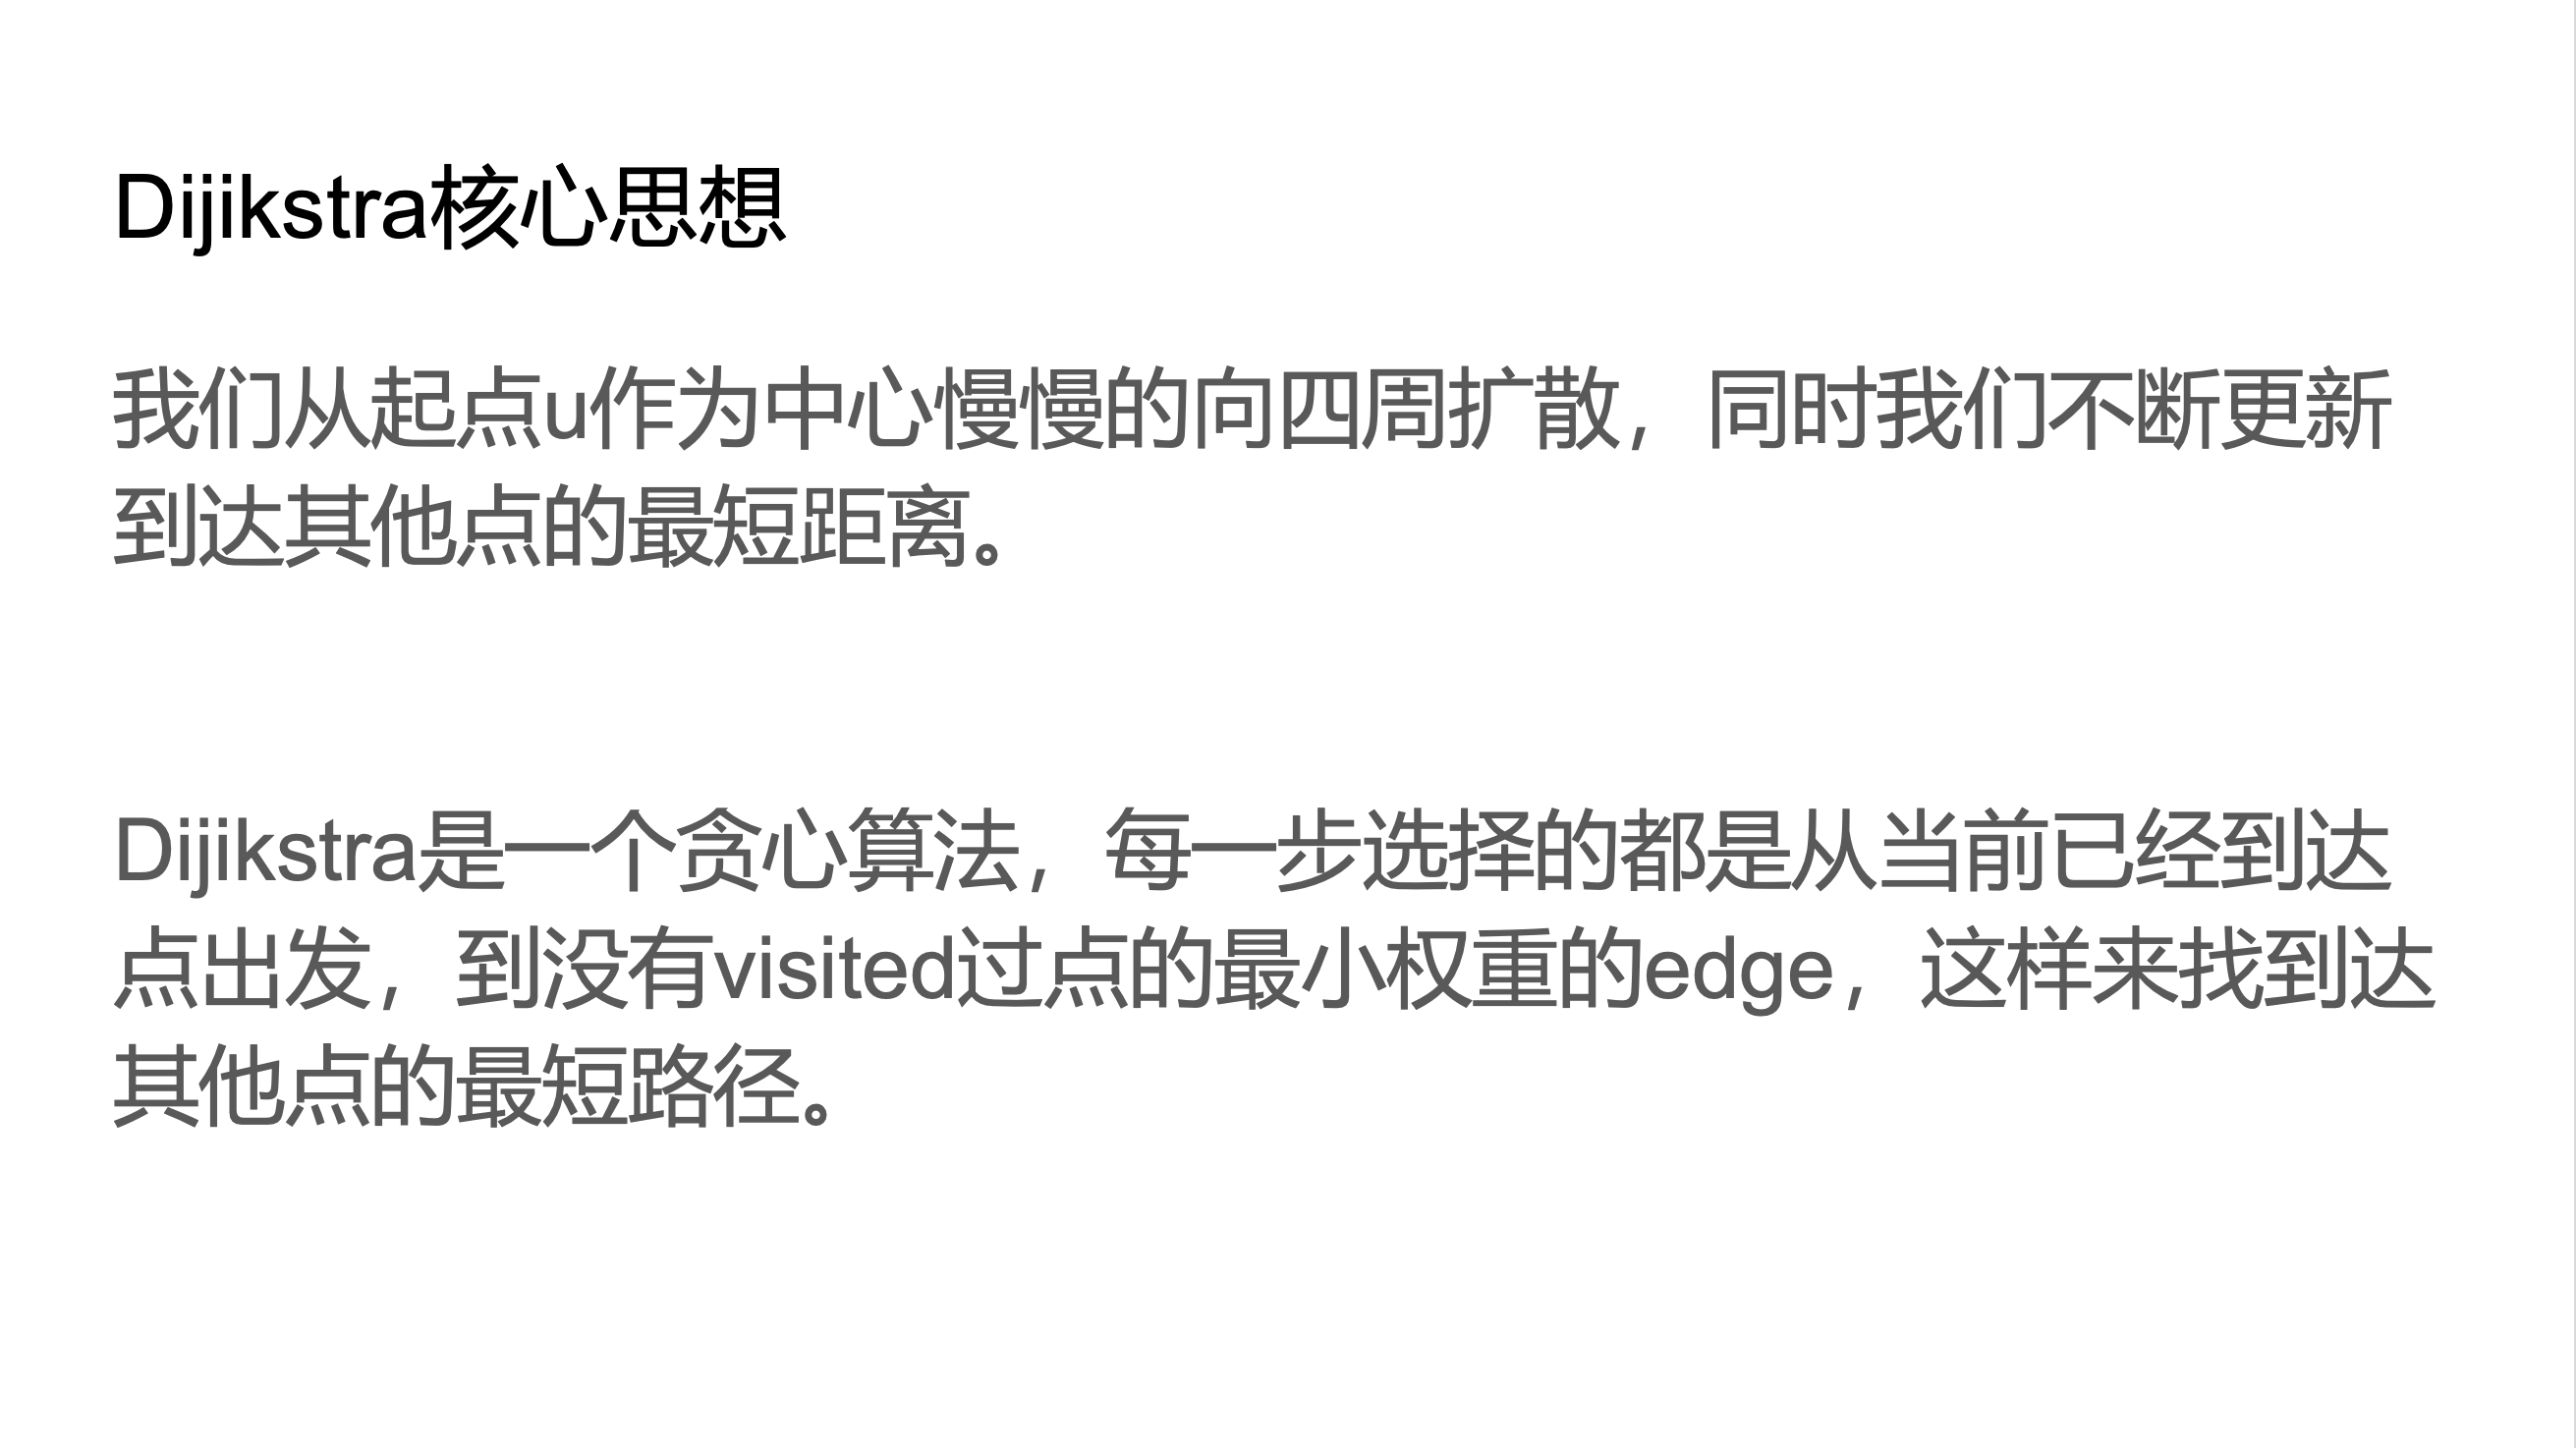 Dijikstra核心思想
我们从起点u作为中心慢慢的向四周扩散，同时我们不断更新
到达其他点的最短距离。
Dijikstra是一个贪心算法，每一步选择的都是从当前已经到达
点出发，到没有visited过点的最小权重的edge，这样来找到达
其他点的最短路径。